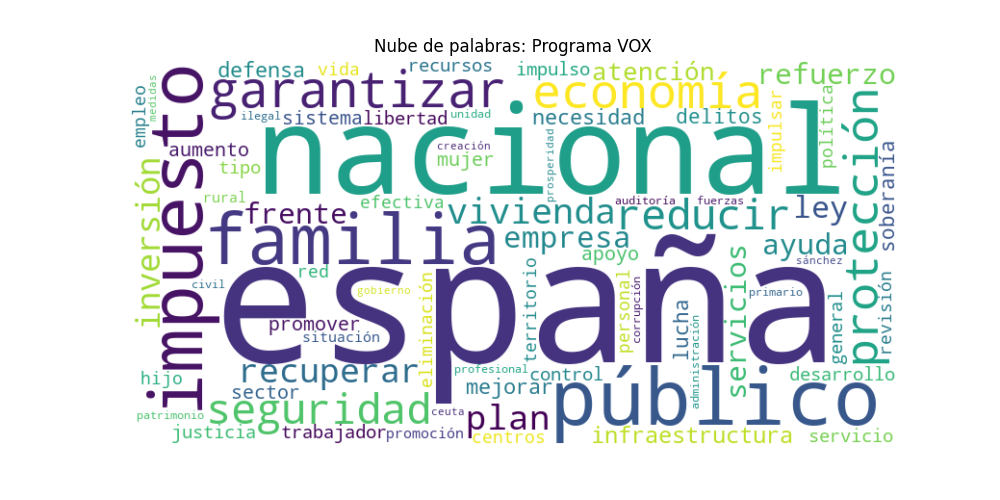 Nube de palabras: Programa VOX
defensa vida recursos impulso atención refuerzo
garantizar economía
medidas
empleo
impuesto
ilegal sistema libertad unidad necesidad delitos
impulsar
política
protección
nacional
aumento
creación
mujer
tipo
prosperidad
soberanía
inversión
rural
efectiva
auditoría fuerzas
frente
vivienda reducir ley
familia
empresa
ayuda
apoyo
sánchez
red
españa
civil
gobierno
eliminación
territorio
personal
corrupción
servicios
primario
general
revisión
promover
situación
lucha
administración
hijo
recuperar
profesional
control
desarrollo
sector
mejorar
público
patrimonio
seguridad
ceuta
plan
justicia trabajador promoción centros infraestructura servicio